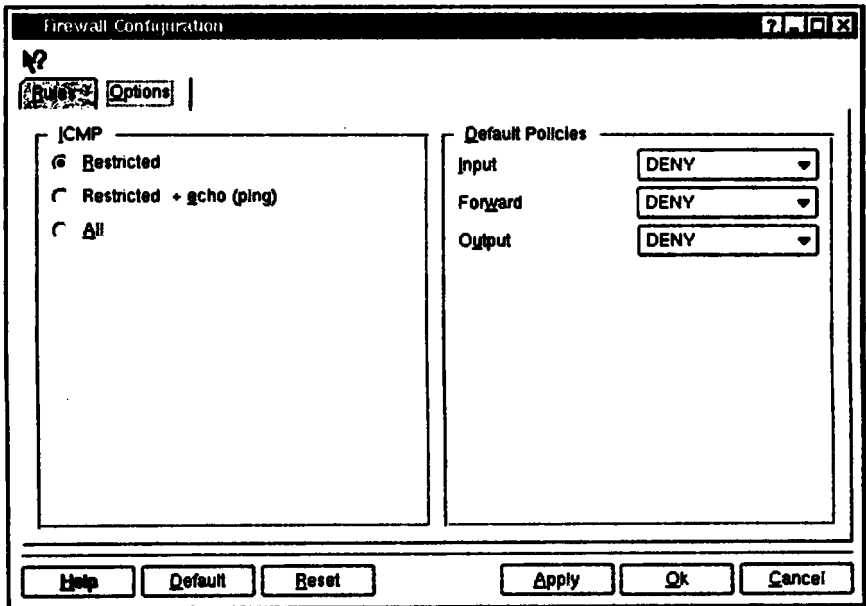 Firewall Configuration
Rules Options
ICMP
Restricted
Restricted + echo (ping)
All
Default Policies
Input DENY
Forward DENY
Output DENY
Help Default Reset Apply Ok Cancel